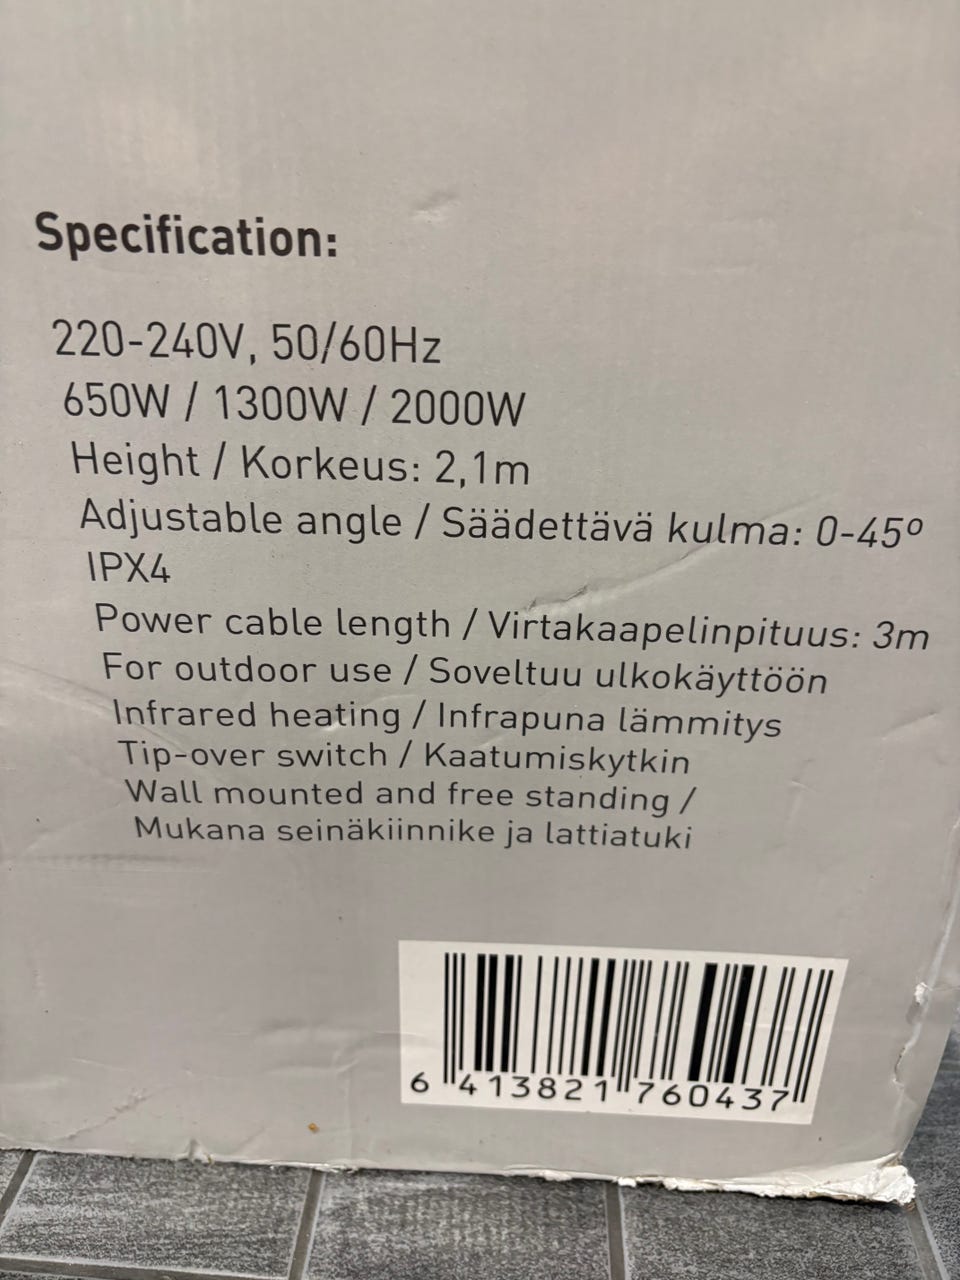 Specification:
220-240V, 50/60Hz
650W / 1300W / 2000W
Height / Korkeus: 2,1m
Adjustable angle / Säädettävä kulma: 0-45º
IPX4
Power cable length / Virtakaapelinpituus: 3m
For outdoor use / Soveltuu ulkokäyttöön
Infrared heating / Infrapuna lämmitys
Tip-over switch / Kaatumiskytkin
Wall mounted and free standing /
Mukana seinäkiinnike ja lattiatuki
6 413821 760437